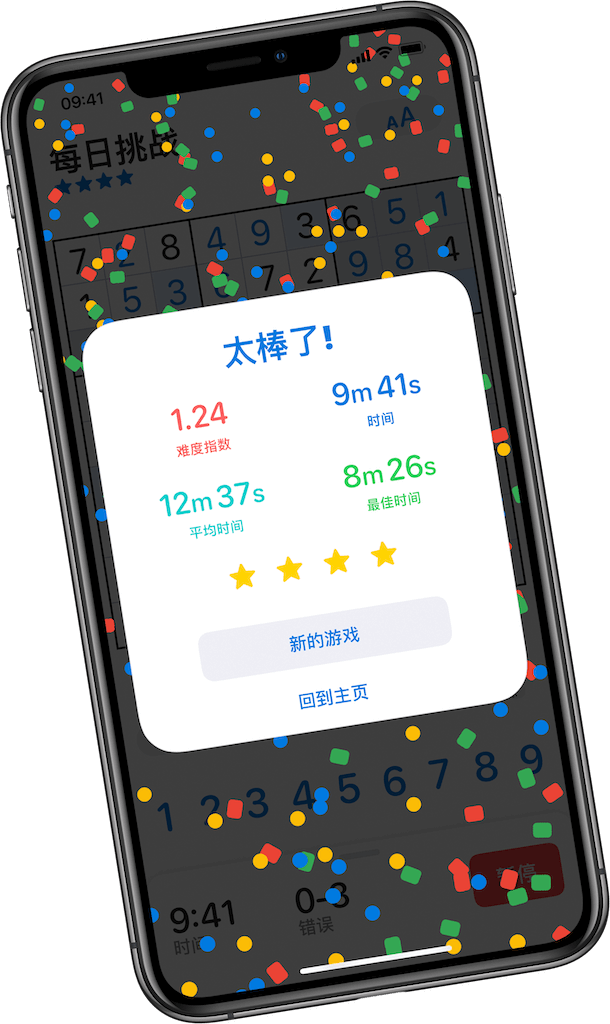 09:41
AA
每日挑战
7 2 8 4 9 3 6 5 1
1 5 3 6 7 2 9 8 4
太棒了!
1.24
难度指数
9m 41s
时间
12m 37s
平均时间
8m 26s
最佳时间
新的游戏
回到主页
1 2 3 4 5 6 7 8 9
9:41
时间
0-3
错误
暂停